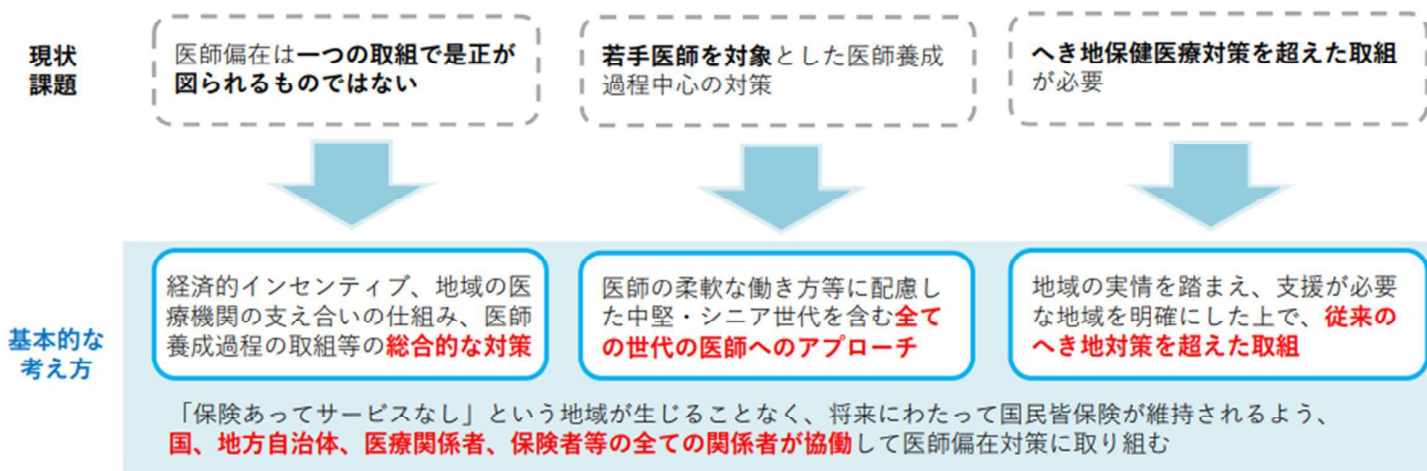 現状
課題
医師偏在は一つの取組で是正が
図られるものではない
若手医師を対象とした医師養成
過程中心の対策
へき地保健医療対策を超えた取組
が必要
基本的な
考え方
経済的インセンティブ、地域の医
療機関の支え合いの仕組み、医師
養成過程の取組等の総合的な対策
医師の柔軟な働き方等に配慮し
た中堅・シニア世代を含む全て
の世代の医師へのアプローチ
地域の実情を踏まえ、支援が必要
な地域を明確にした上で、従来の
へき地対策を超えた取組
「保険あってサービスなし」という地域が生じることなく、将来にわたって国民皆保険が維持されるよう、
国、地方自治体、医療関係者、保険者等の全ての関係者が協働して医師偏在対策に取り組む